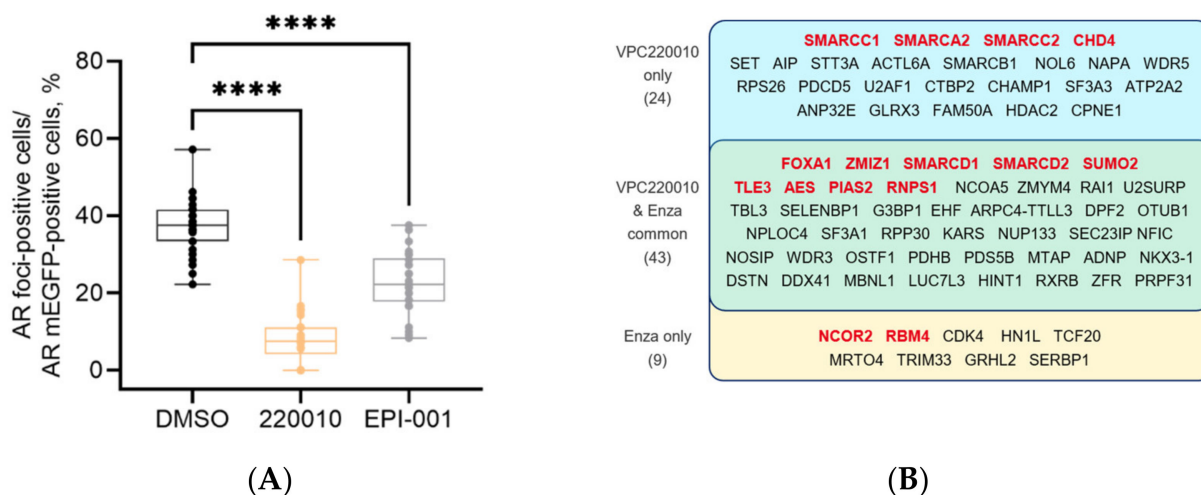 ****
****
80
60
40
20
0
AR foci-positive cells/
AR mEGFP-positive cells, %
DMSO 220010 EPI-001
(A)
VPC220010
only
(24)
SMARCC1 SMARCA2 SMARCC2 CHD4
SET AIP STT3A ACTL6A SMARCB1 NOL6 NAPA WDR5
RPS26 PDCD5 U2AF1 CTBP2 CHAMP1 SF3A3 ATP2A2
ANP32E GLRX3 FAM50A HDAC2 CPNE1
VPC220010
& Enza
common
(43)
FOXA1 ZMIZ1 SMARCD1 SMARCD2 SUMO2
TLE3 AES PIAS2 RNPS1 NCOA5 ZMYM4 RAI1 U2SURP
TBL3 SELENBP1 G3BP1 EHF ARPC4-TTLL3 DPF2 OTUB1
NPLOC4 SF3A1 RPP30 KARS NUP133 SEC23IP NFIC
NOSIP WDR3 OSTF1 PDHB PDS5B MTAP ADNP NKX3-1
DSTN DDX41 MBNL1 LUC7L3 HINT1 RXRB ZFR PRPF31
Enza only
(9)
NCOR2 RBM4 CDK4 HN1L TCF20
MRTO4 TRIM33 GRHL2 SERBP1
(B)